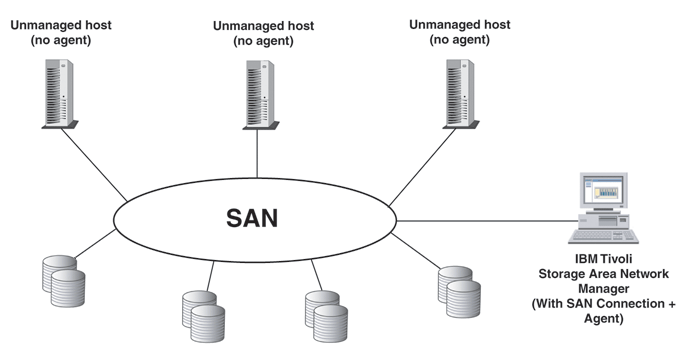 Unmanaged host
(no agent)
Unmanaged host
(no agent)
Unmanaged host
(no agent)
SAN
IBM Tivoli
Storage Area Network
Manager
(With SAN Connection +
Agent)